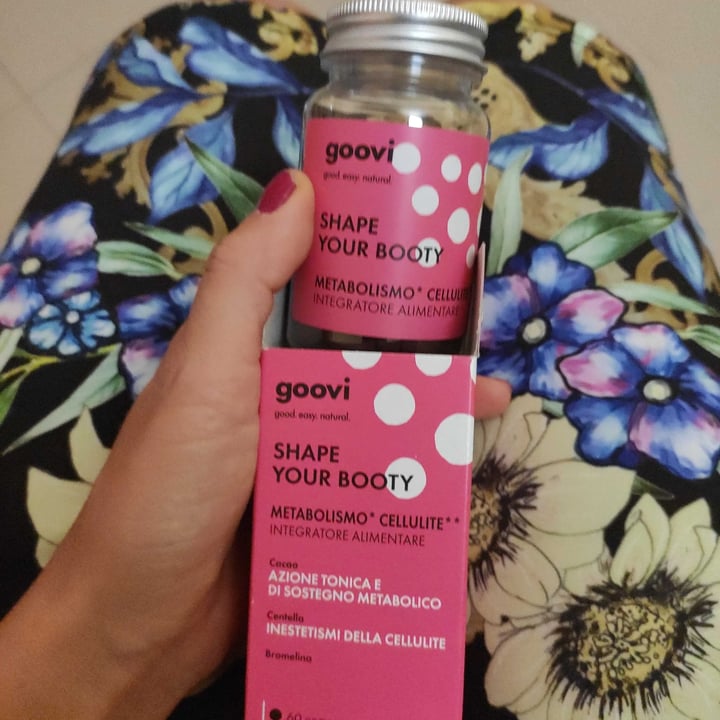 goovi
good. easy. natural.
SHAPE
YOUR BOOTY
METABOLISMO* CELLULITE
INTEGRATORE ALIMENTARE
goovi
good. easy. natural.
SHAPE
YOUR BOOTY
METABOLISMO* CELLULITE**
INTEGRATORE ALIMENTARE
Cacao
AZIONE TONICA E
DI SOSTEGNO METABOLICO
Centella
INESTETISMI DELLA CELLULITE
Bromelina
60